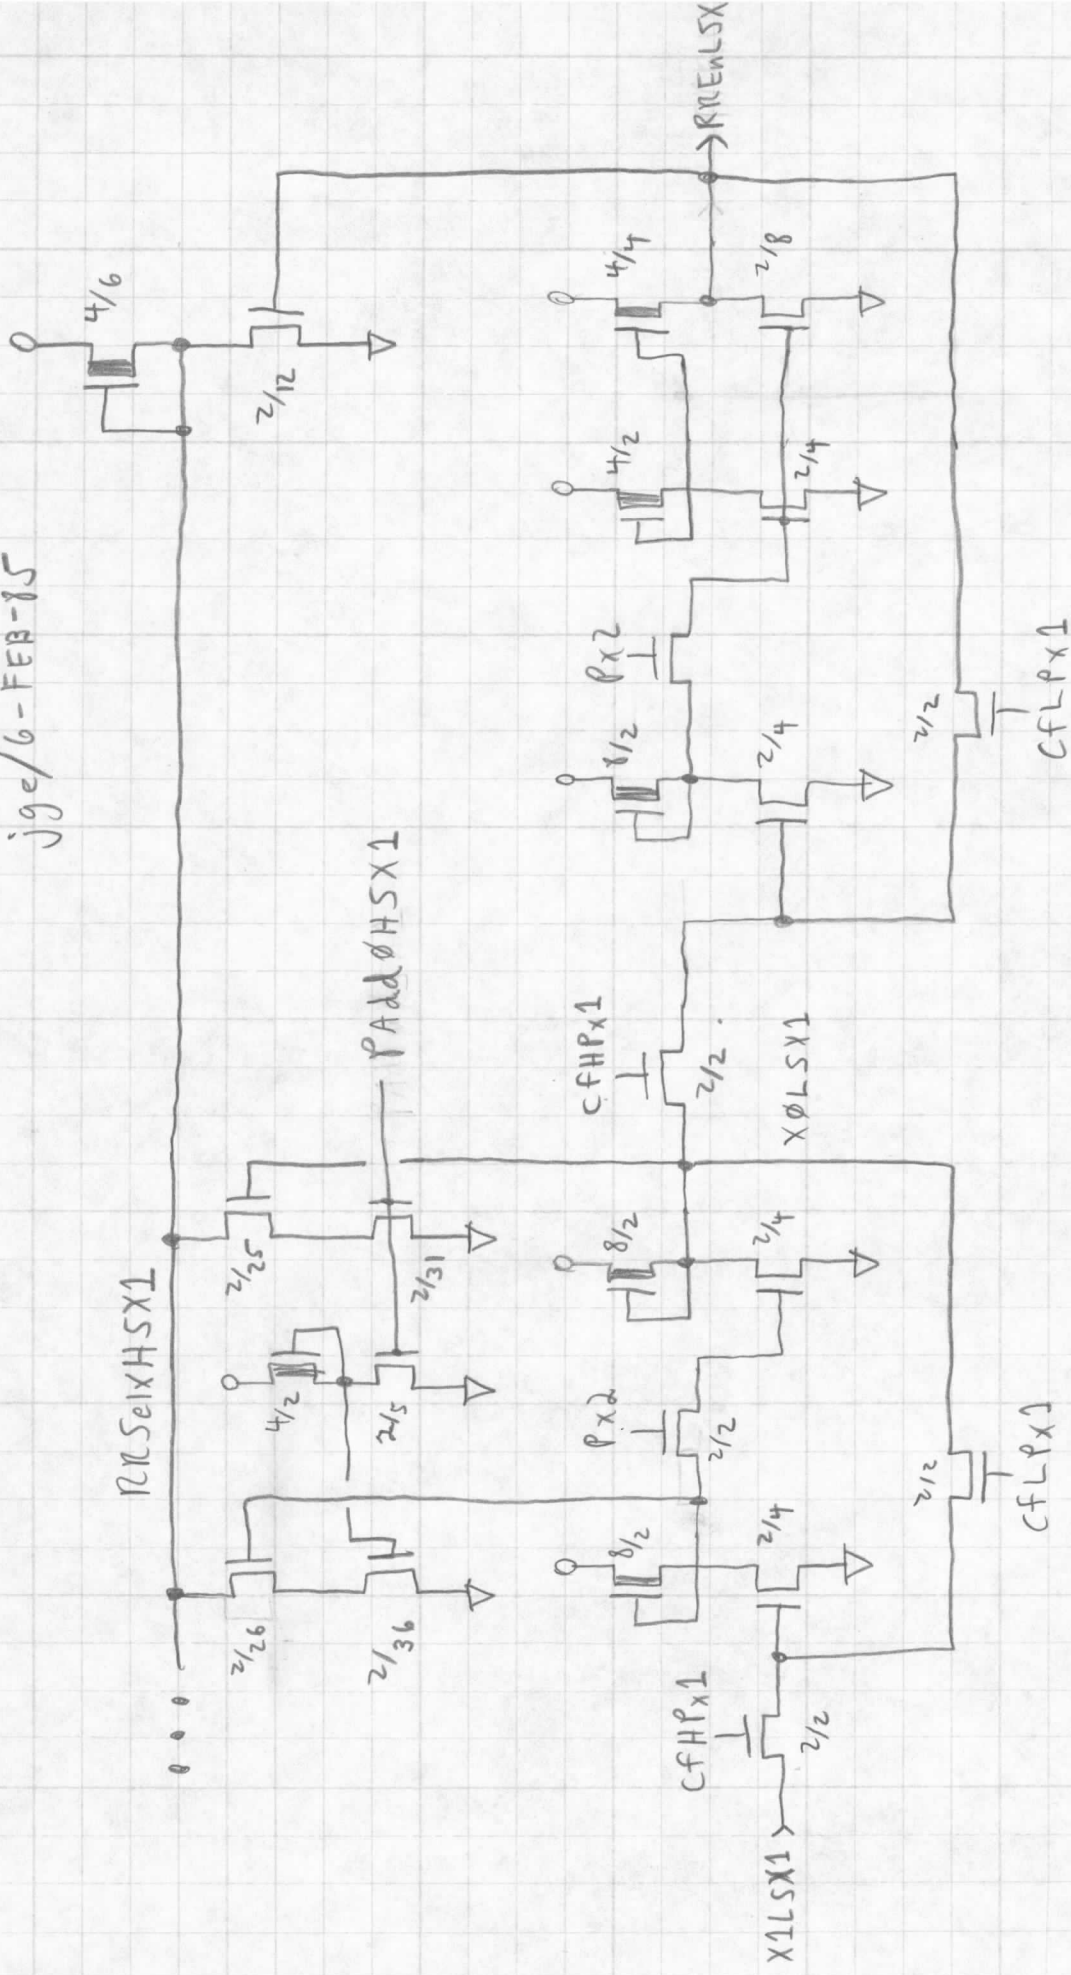 jge/6-FEB-85
4/6
2/12
RRSelXHSX1
PAddØHSX1
2/26
2/36
4/2
2/5
2/25
2/31
X1LSX1
CfHPX1
2/2
8/2
2/4
PX2
2/2
8/2
2/4
X0LSX1
CfHPX1
2/2
8/2
2/4
PX2
4/2
2/4
4/4
2/8
RREnLSX
2/2
CfLPX1
2/2
CfLPX1